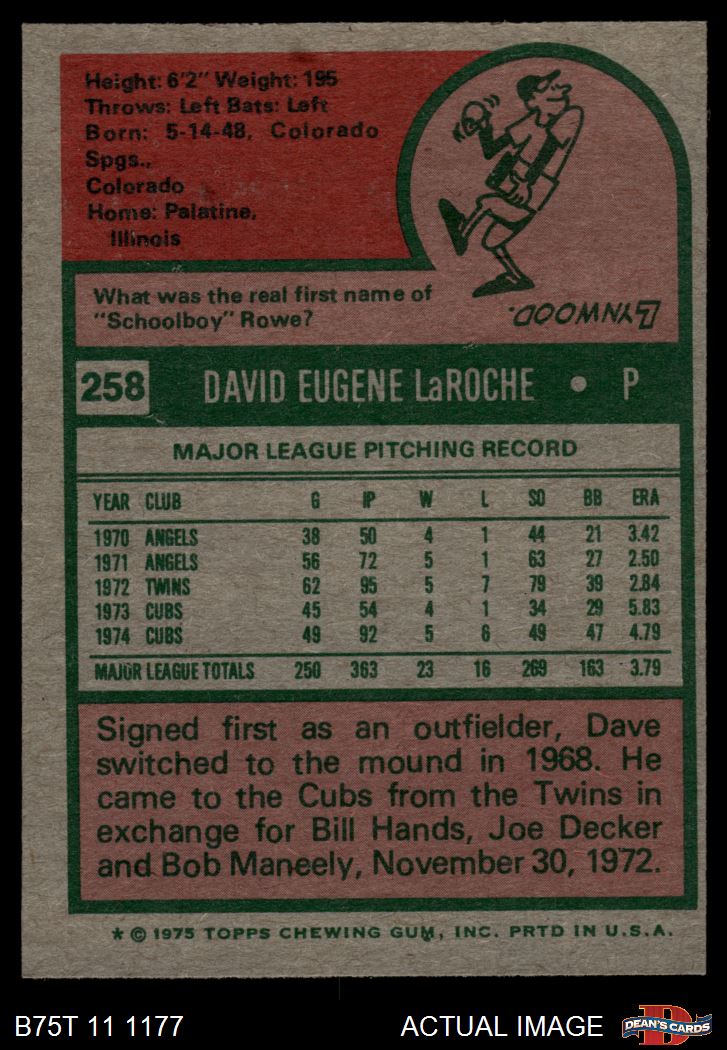 Height: 6'2" Weight: 195
Throws: Left Bats: Left
Born: 5-14-48, Colorado
Spgs.,
Colorado
Home: Palatine,
Illinois
What was the real first name of
"Schoolboy" Rowe?
LYNWOOD.
258 DAVID EUGENE LaROCHE • P
MAJOR LEAGUE PITCHING RECORD
YEAR CLUB G IP W L SO BB ERA
1970 ANGELS 38 50 4 1 44 21 3.42
1971 ANGELS 56 72 5 1 63 27 2.50
1972 TWINS 62 95 5 7 79 39 2.84
1973 CUBS 45 54 4 1 34 29 5.83
1974 CUBS 49 92 5 6 49 47 4.79
MAJOR LEAGUE TOTALS 250 363 23 16 269 163 3.79
Signed first as an outfielder, Dave
switched to the mound in 1968. He
came to the Cubs from the Twins in
exchange for Bill Hands, Joe Decker
and Bob Maneely, November 30, 1972.
* © 1975 TOPPS CHEWING GUM, INC. PRTD IN U.S.A.
B75T 11 1177 ACTUAL IMAGE
D
DEAN'S CARDS